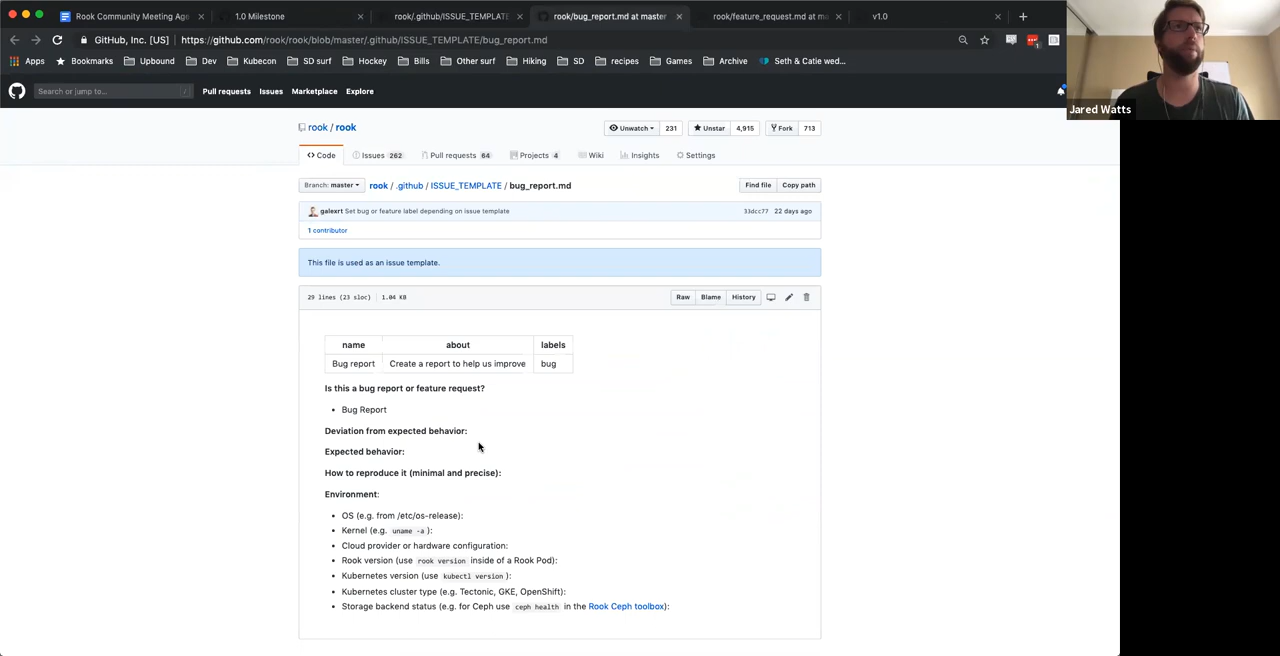 Rook Community Meeting Age
1.0 Milestone
rook/.github/ISSUE_TEMPLATE
rook/bug_report.md at master
rook/feature_request.md at m
v1.0
GitHub, Inc. [US] | https://github.com/rook/rook/blob/master/.github/ISSUE_TEMPLATE/bug_report.md
Apps Bookmarks Upbound Dev Kubecon SD surf Hockey Bills Other surf Hiking SD recipes Games Archive Seth & Catie wed...
Search or jump to... / Pull requests Issues Marketplace Explore
Jared Watts
rook / rook
Unwatch 231 Unstar 4,915 Fork 713
Code Issues 262 Pull requests 64 Projects 4 Wiki Insights Settings
Branch: master rook / .github / ISSUE_TEMPLATE / bug_report.md Find file Copy path
galexrt Set bug or feature label depending on issue template 33dcc77 22 days ago
1 contributor
This file is used as an issue template.
29 lines (23 sloc) | 1.04 KB Raw Blame History
name about labels
Bug report Create a report to help us improve bug
Is this a bug report or feature request?
• Bug Report
Deviation from expected behavior:
Expected behavior:
How to reproduce it (minimal and precise):
Environment:
• OS (e.g. from /etc/os-release):
• Kernel (e.g. uname -a ):
• Cloud provider or hardware configuration:
• Rook version (use rook version inside of a Rook Pod):
• Kubernetes version (use kubectl version ):
• Kubernetes cluster type (e.g. Tectonic, GKE, OpenShift):
• Storage backend status (e.g. for Ceph use ceph health in the Rook Ceph toolbox):